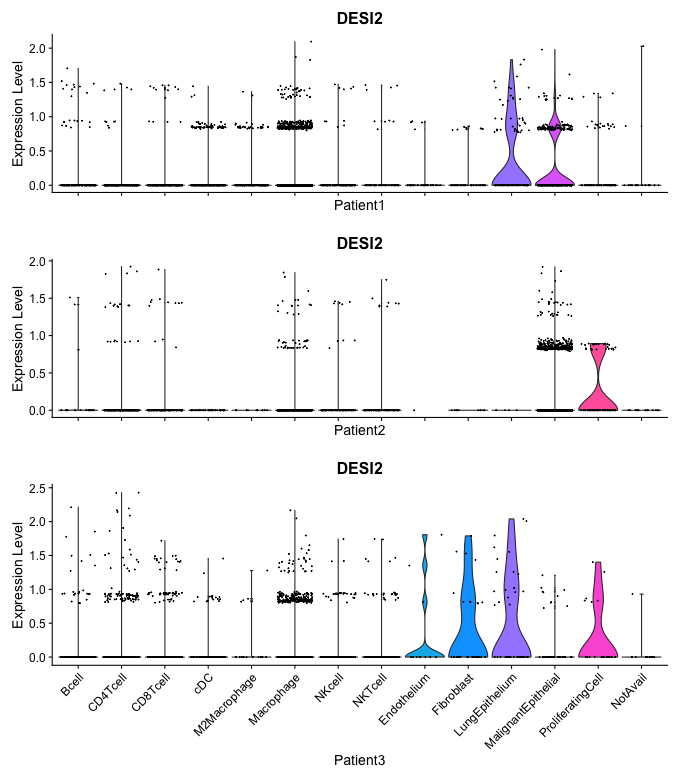 DESI2
2.0
1.5
1.0
0.5
0.0
Expression Level
Patient1
DESI2
2.0
1.5
1.0
0.5
0.0
Expression Level
Patient2
DESI2
2.5
2.0
1.5
1.0
0.5
0.0
Expression Level
Bcell
CD4Tcell
CD8Tcell
cDC
M2Macrophage
Macrophage
NKcell
NKTcell
Endothelium
Fibroblast
LungEpithelium
MalignantEpithelial
ProliferatingCell
NotAvail
Patient3